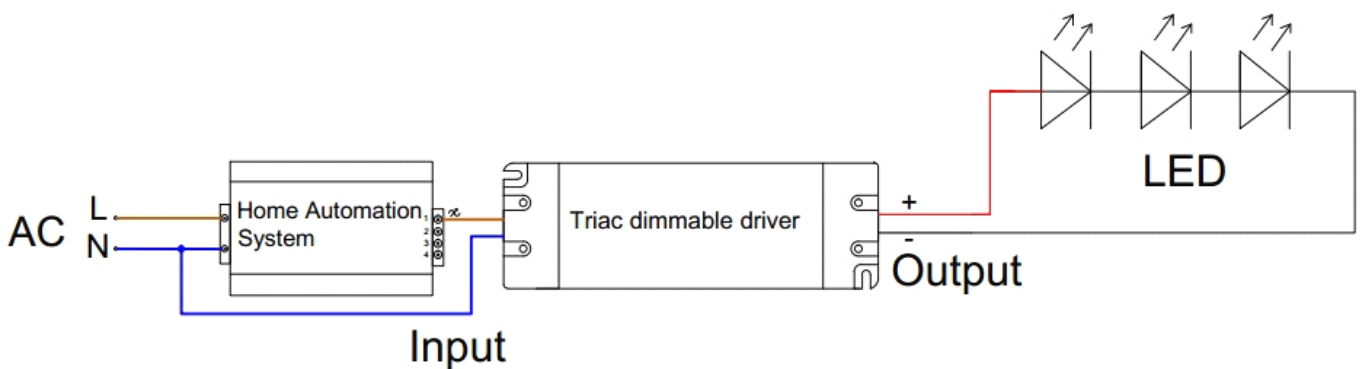 AC
L
N
Home Automation
System
1
2
3
4
x
Input
Triac dimmable driver
+
-
Output
LED